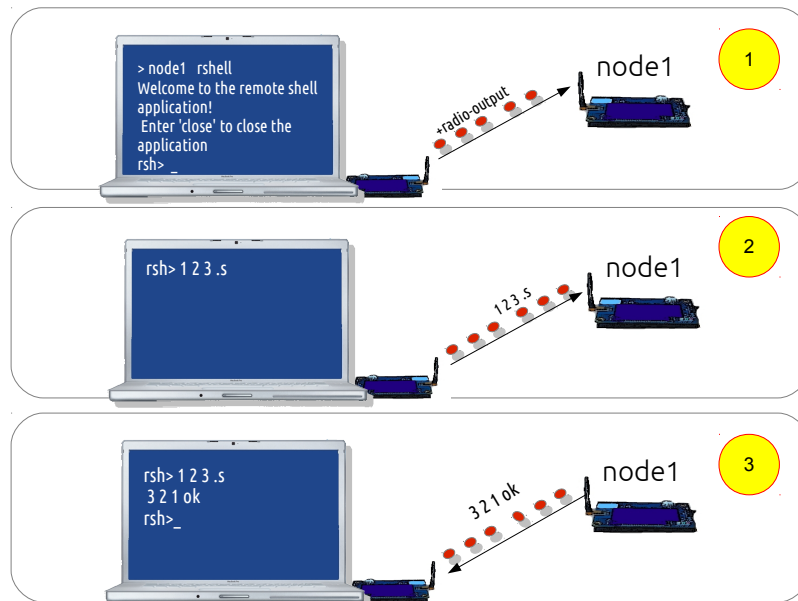 > node1 rshell
Welcome to the remote shell
application!
Enter 'close' to close the
application
rsh> _
+radio-output
node1
1
rsh> 1 2 3 .s
1 2 3 .s
node1
2
rsh> 1 2 3 .s
3 2 1 ok
rsh>_
3 2 1 ok
node1
3